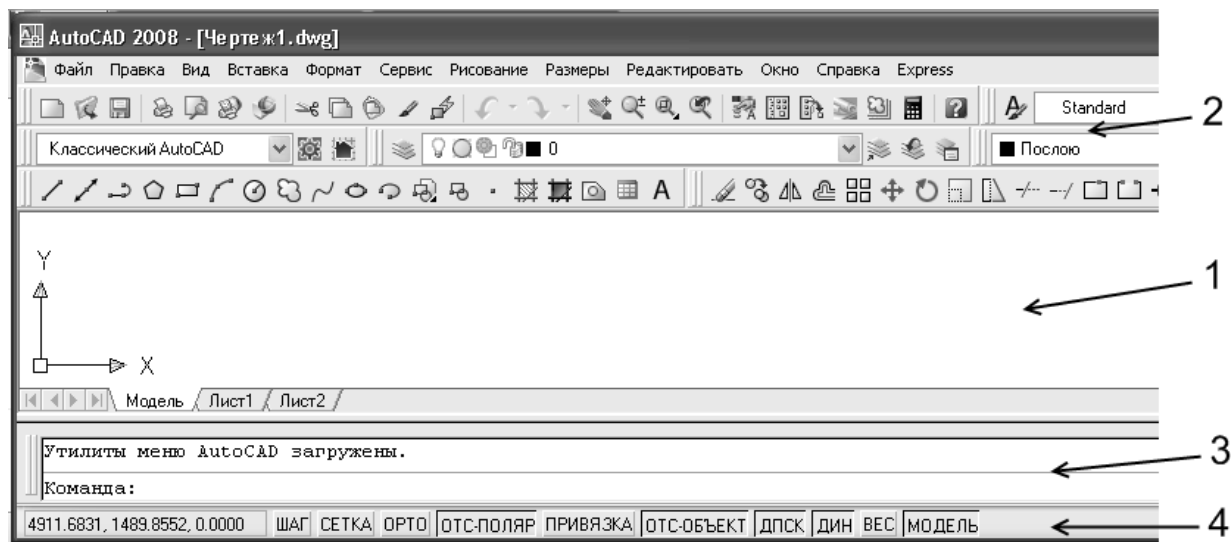 AutoCAD 2008 - [Чертеж1.dwg]
Файл Правка Вид Вставка Формат Сервис Рисование Размеры Редактировать Окно Справка Express
Standard
2
Классический AutoCAD 0 Послою
A
1
Y
X
Модель Лист1 Лист2
Утилиты меню AutoCAD загружены.
3
Команда:
4911.6831, 1489.8552, 0.0000 ШАГ СЕТКА ОРТО ОТС-ПОЛЯР ПРИВЯЗКА ОТС-ОБЪЕКТ ДПСК ДИН ВЕС МОДЕЛЬ
4